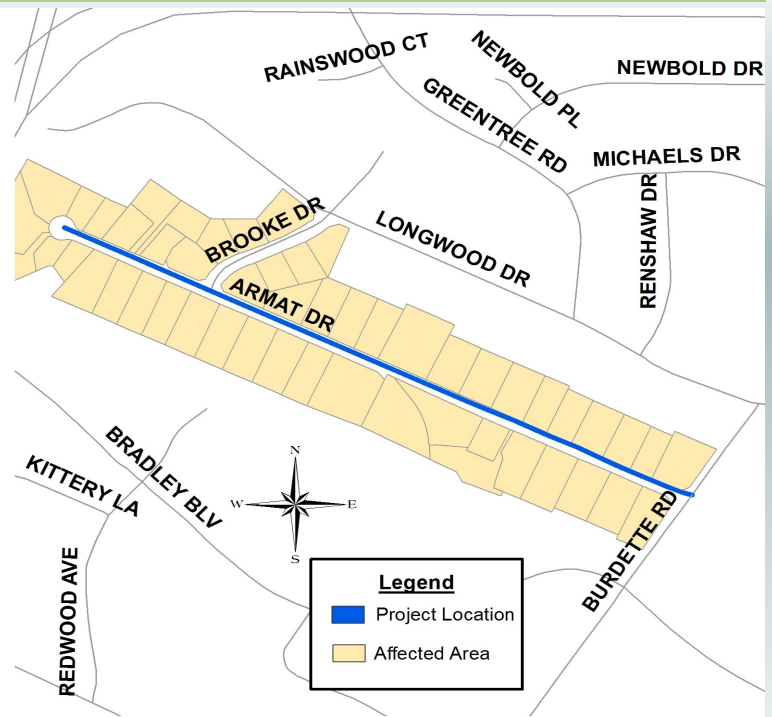 RAINSWOOD CT
NEWBOLD PL
NEWBOLD DR
GREENTREE RD
MICHAELS DR
RENSHAW DR
BROOKE DR
LONGWOOD DR
ARMAT DR
BRADLEY BLV
KITTERY LA
REDWOOD AVE
BURDETTE RD
N
W
E
S
Legend
Project Location
Affected Area